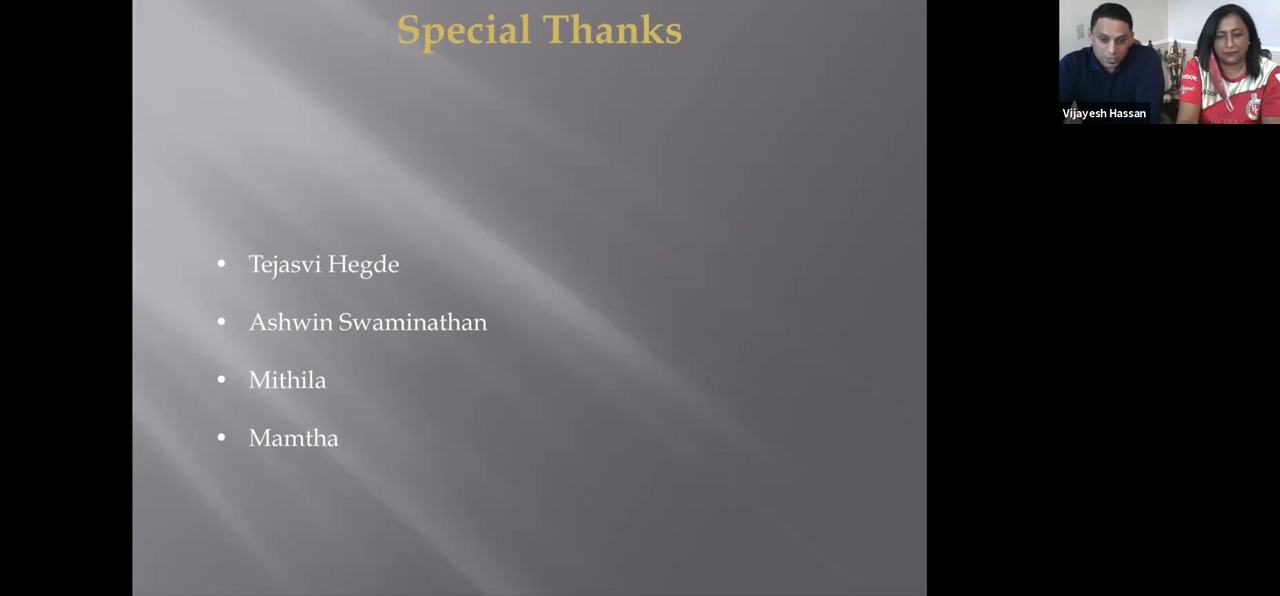 Special Thanks
• Tejasvi Hegde
• Ashwin Swaminathan
• Mithila
• Mamtha
Vijayesh Hassan